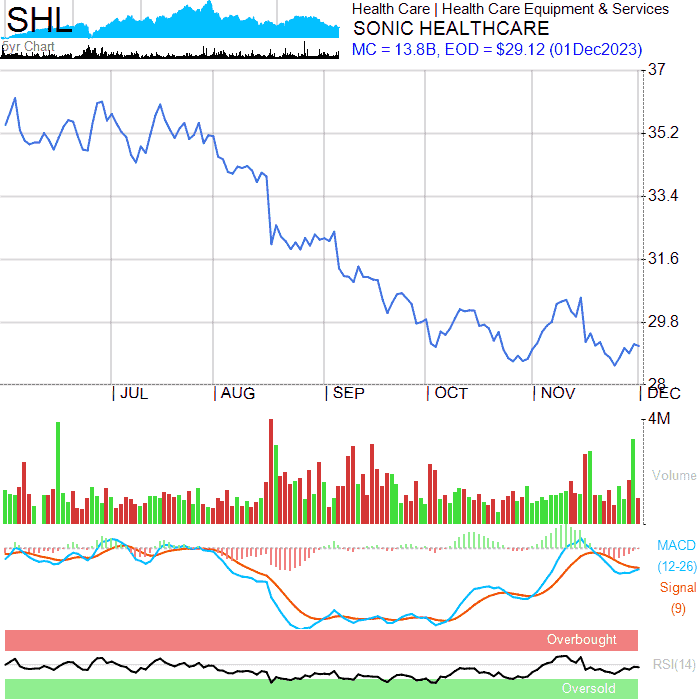 SHL
5yr Chart
Health Care | Health Care Equipment & Services
SONIC HEALTHCARE
MC = 13.8B, EOD = $29.12 (01Dec2023)
37
35.2
33.4
31.6
29.8
28
JUL
AUG
SEP
OCT
NOV
DEC
4M
Volume
MACD
(12-26)
Signal
(9)
Overbought
RSI(14)
Oversold